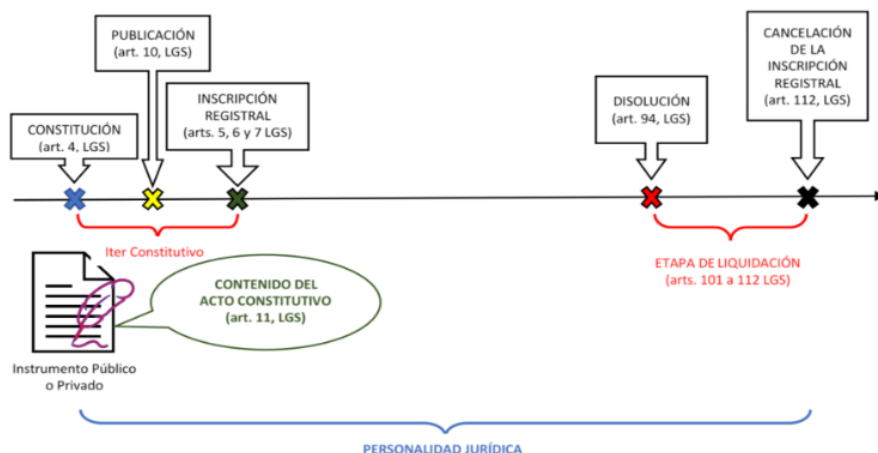 PUBLICACIÓN
(art. 10, LGS)
CANCELACIÓN
DE LA
INSCRIPCIÓN
REGISTRAL
(art. 112, LGS)
INSCRIPCIÓN
REGISTRAL
(arts. 5, 6 y 7 LGS)
DISOLUCIÓN
(art. 94, LGS)
CONSTITUCIÓN
(art. 4, LGS)
Iter Constitutivo
ETAPA DE LIQUIDACIÓN
(arts. 101 a 112 LGS)
CONTENIDO DEL
ACTO CONSTITUTIVO
(art. 11, LGS)
Instrumento Público
o Privado
PERSONALIDAD JURÍDICA